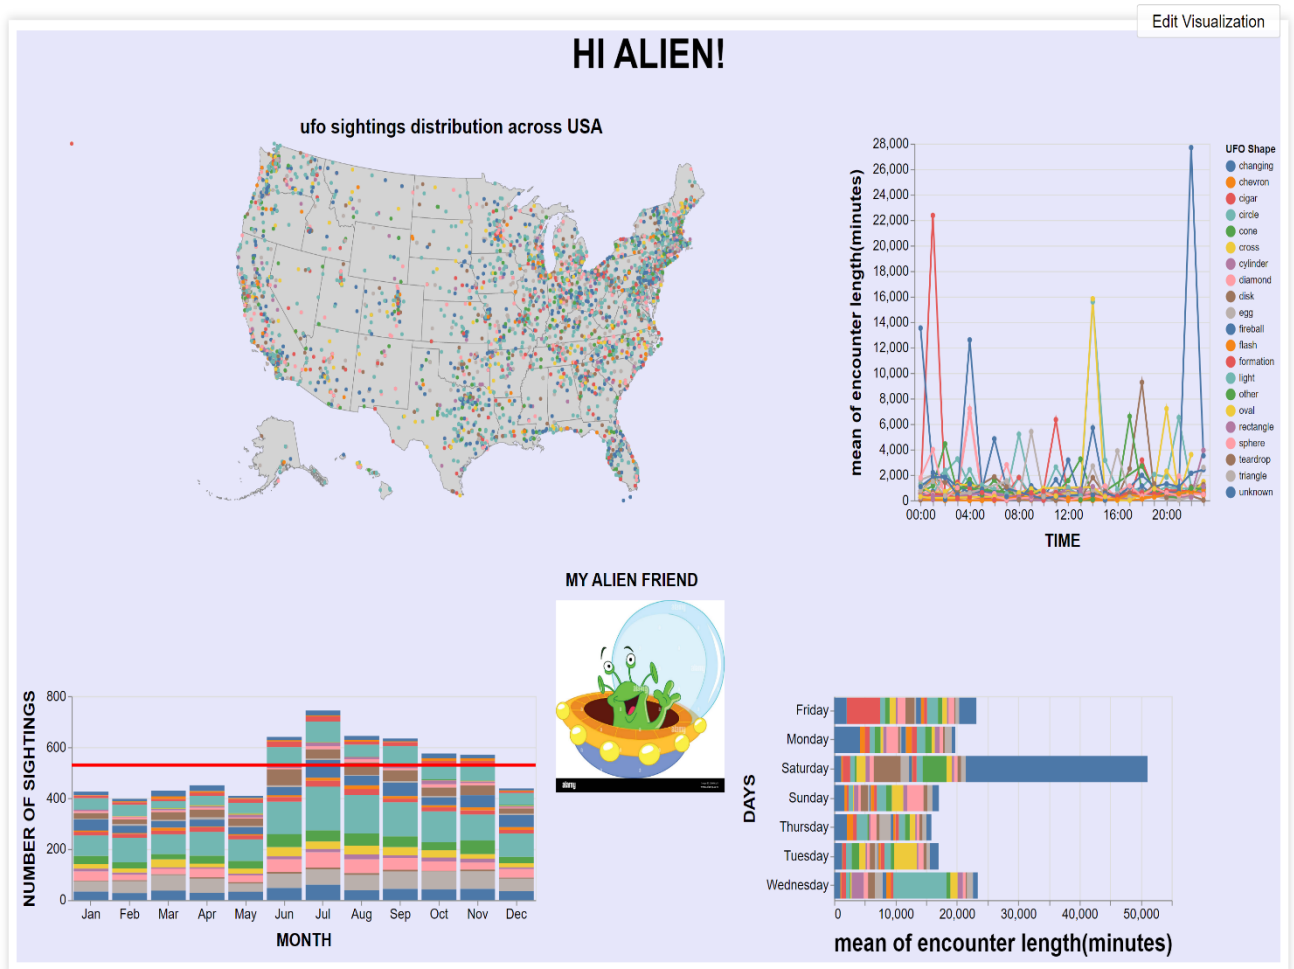 Edit Visualization
HI ALIEN!
ufo sightings distribution across USA
mean of encounter length(minutes)
28,000
26,000
24,000
22,000
20,000
18,000
16,000
14,000
12,000
10,000
8,000
6,000
4,000
2,000
0
00:00 04:00 08:00 12:00 16:00 20:00
TIME
UFO Shape
changing
chevron
cigar
circle
cone
cross
cylinder
diamond
disk
egg
fireball
flash
formation
light
other
oval
rectangle
sphere
teardrop
triangle
unknown
MY ALIEN FRIEND
alamy
NUMBER OF SIGHTINGS
800
600
400
200
0
Jan Feb Mar Apr May Jun Jul Aug Sep Oct Nov Dec
MONTH
DAYS
Friday
Monday
Saturday
Sunday
Thursday
Tuesday
Wednesday
0 10,000 20,000 30,000 40,000 50,000
mean of encounter length(minutes)